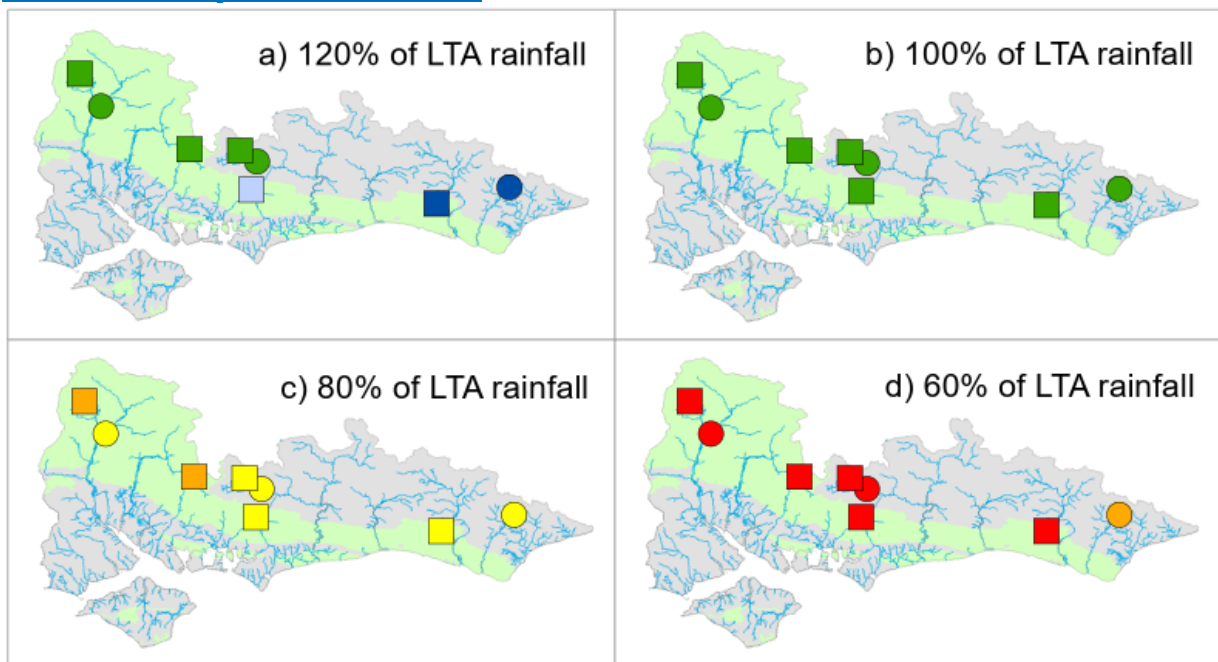 a) 120% of LTA rainfall
b) 100% of LTA rainfall
c) 80% of LTA rainfall
d) 60% of LTA rainfall